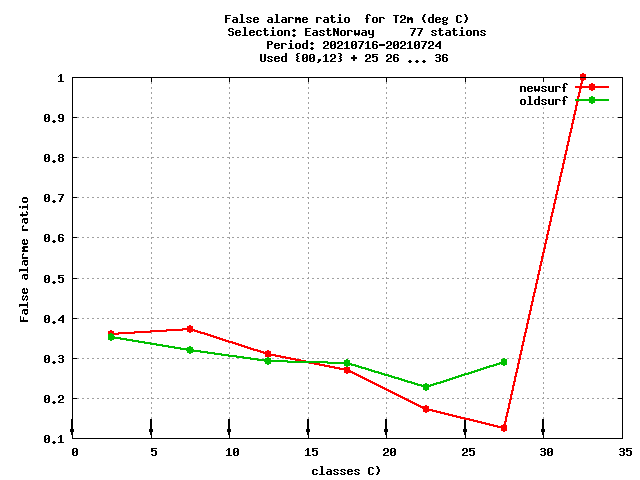 False alarme ratio for T2m (deg C)
Selection: EastNorway 77 stations
Period: 20210716-20210724
Used {00,12} + 25 26 ... 36
newsurf
oldsurf
1
0.9
0.8
0.7
0.6
0.5
0.4
0.3
0.2
0.1
False alarme ratio
0 5 10 15 20 25 30 35
classes C)